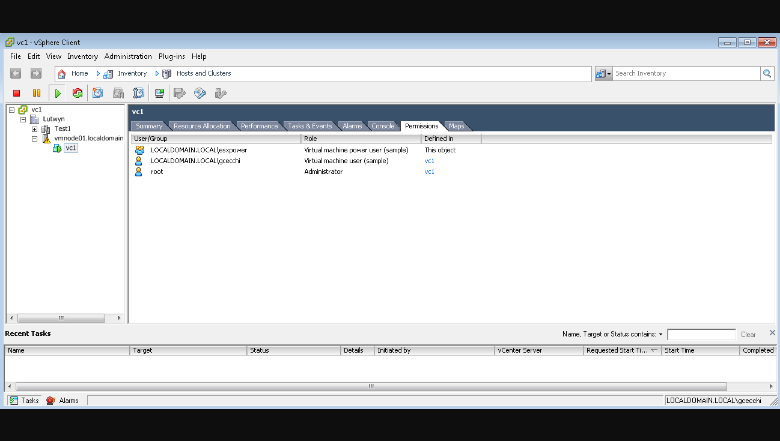 vc1 - vSphere Client
File Edit View Inventory Administration Plug-ins Help
Home Inventory Hosts and Clusters Search Inventory
vc1
Lutwyn
Test1
vmnode01.localdomain
vc1
vc1
Summary Resource Allocation Performance Tasks & Events Alarms Console Permissions Maps
User/Group Role Defined in
LOCALDOMAIN.LOCAL\esxpower Virtual machine power user (sample) This object
LOCALDOMAIN.LOCAL\gcecchi Virtual machine user (sample) vc1
root Administrator vc1
Recent Tasks Name, Target or Status contains: Clear
Name Target Status Details Initiated by vCenter Server Requested Start Ti... Start Time Completed
Tasks Alarms LOCALDOMAIN.LOCAL\gcecchi